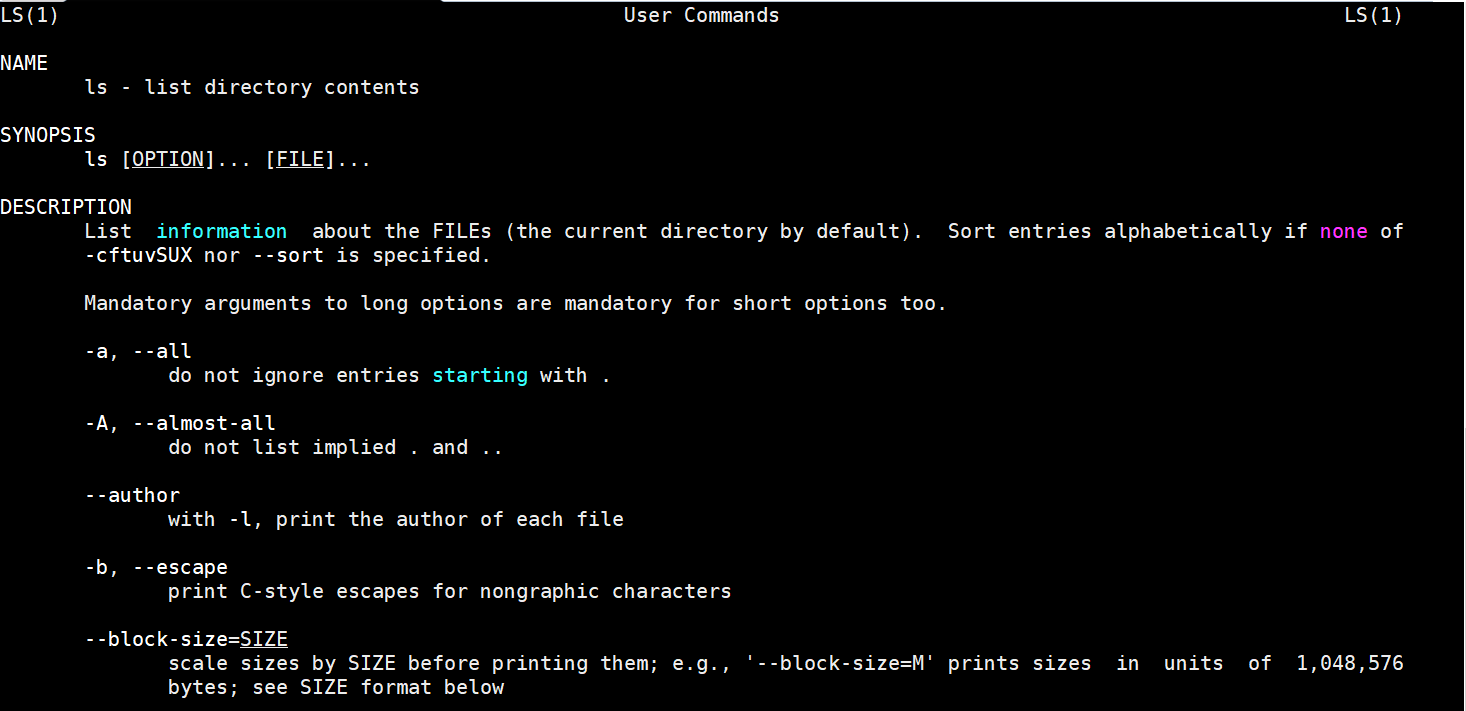 LS(1) User Commands LS(1)
NAME
ls - list directory contents
SYNOPSIS
ls [OPTION]... [FILE]...
DESCRIPTION
List information about the FILEs (the current directory by default). Sort entries alphabetically if none of
-cftuvSUX nor --sort is specified.
Mandatory arguments to long options are mandatory for short options too.
-a, --all
do not ignore entries starting with .
-A, --almost-all
do not list implied . and ..
--author
with -l, print the author of each file
-b, --escape
print C-style escapes for nongraphic characters
--block-size=SIZE
scale sizes by SIZE before printing them; e.g., '--block-size=M' prints sizes in units of 1,048,576
bytes; see SIZE format below